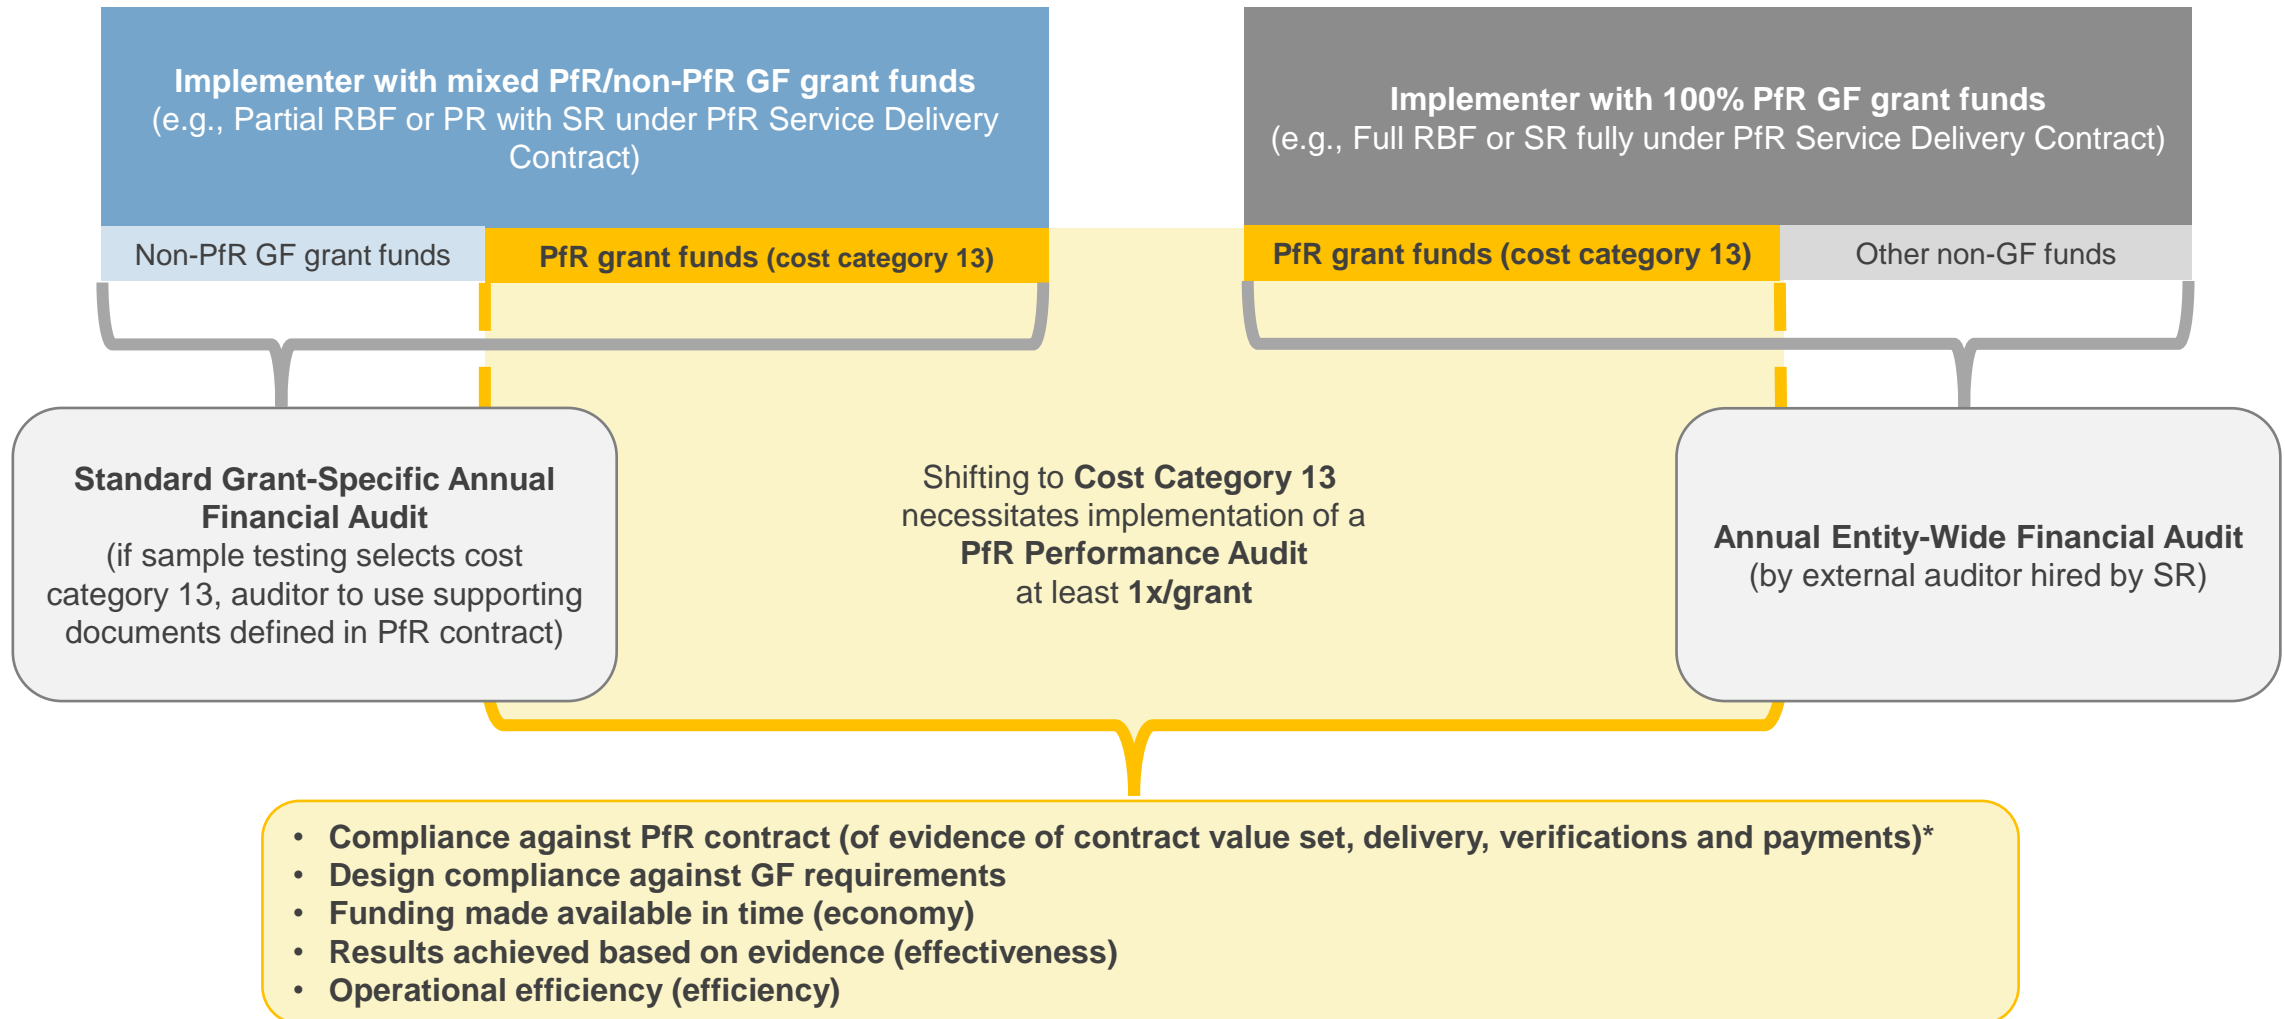 Implementer with mixed PfR/non-PfR GF grant funds
(e.g., Partial RBF or PR with SR under PfR Service Delivery
Contract)
Implementer with 100% PfR GF grant funds
(e.g., Full RBF or SR fully under PfR Service Delivery Contract)
Non-PfR GF grant funds
PfR grant funds (cost category 13)
PfR grant funds (cost category 13)
Other non-GF funds
Standard Grant-Specific Annual
Financial Audit
(if sample testing selects cost
category 13, auditor to use supporting
documents defined in PfR contract)
Shifting to Cost Category 13
necessitates implementation of a
PfR Performance Audit
at least 1x/grant
Annual Entity-Wide Financial Audit
(by external auditor hired by SR)
• Compliance against PfR contract (of evidence of contract value set, delivery, verifications and payments)*
• Design compliance against GF requirements
• Funding made available in time (economy)
• Results achieved based on evidence (effectiveness)
• Operational efficiency (efficiency)